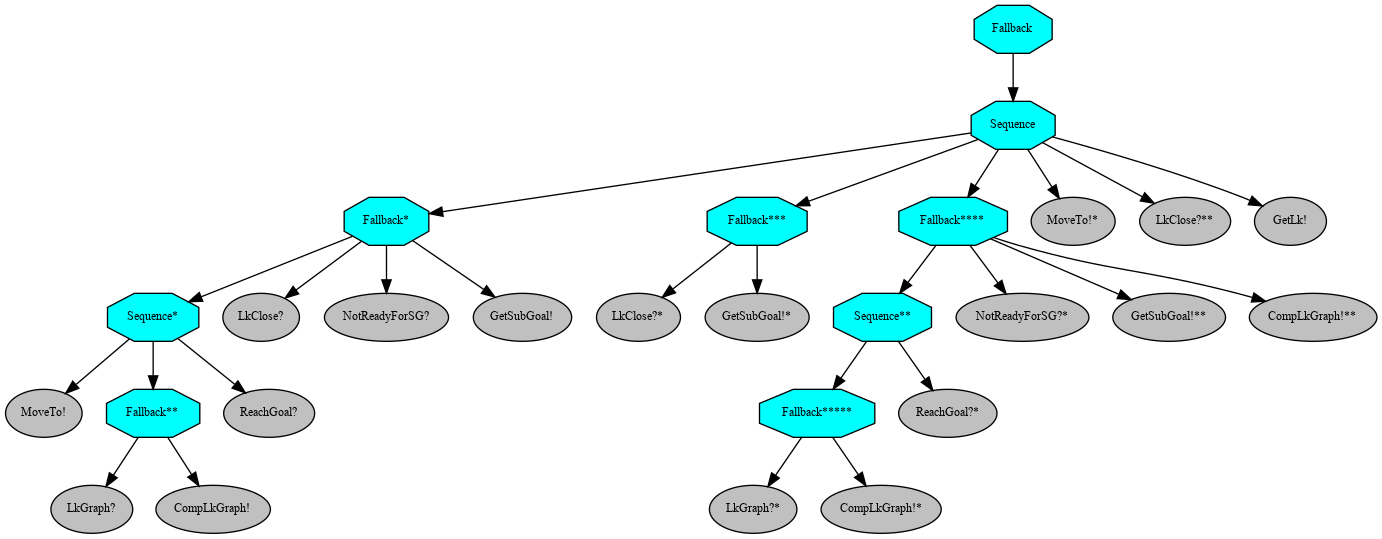 Fallback
Sequence
Fallback*
Fallback***
Fallback****
MoveTo!*
LkClose?**
GetLk!
Sequence*
LkClose?
NotReadyForSG?
GetSubGoal!
LkClose?*
GetSubGoal!*
Sequence**
NotReadyForSG?*
GetSubGoal!**
CompLkGraph!**
MoveTo!
Fallback**
ReachGoal?
Fallback*****
ReachGoal?*
LkGraph?
CompLkGraph!
LkGraph?*
CompLkGraph!*